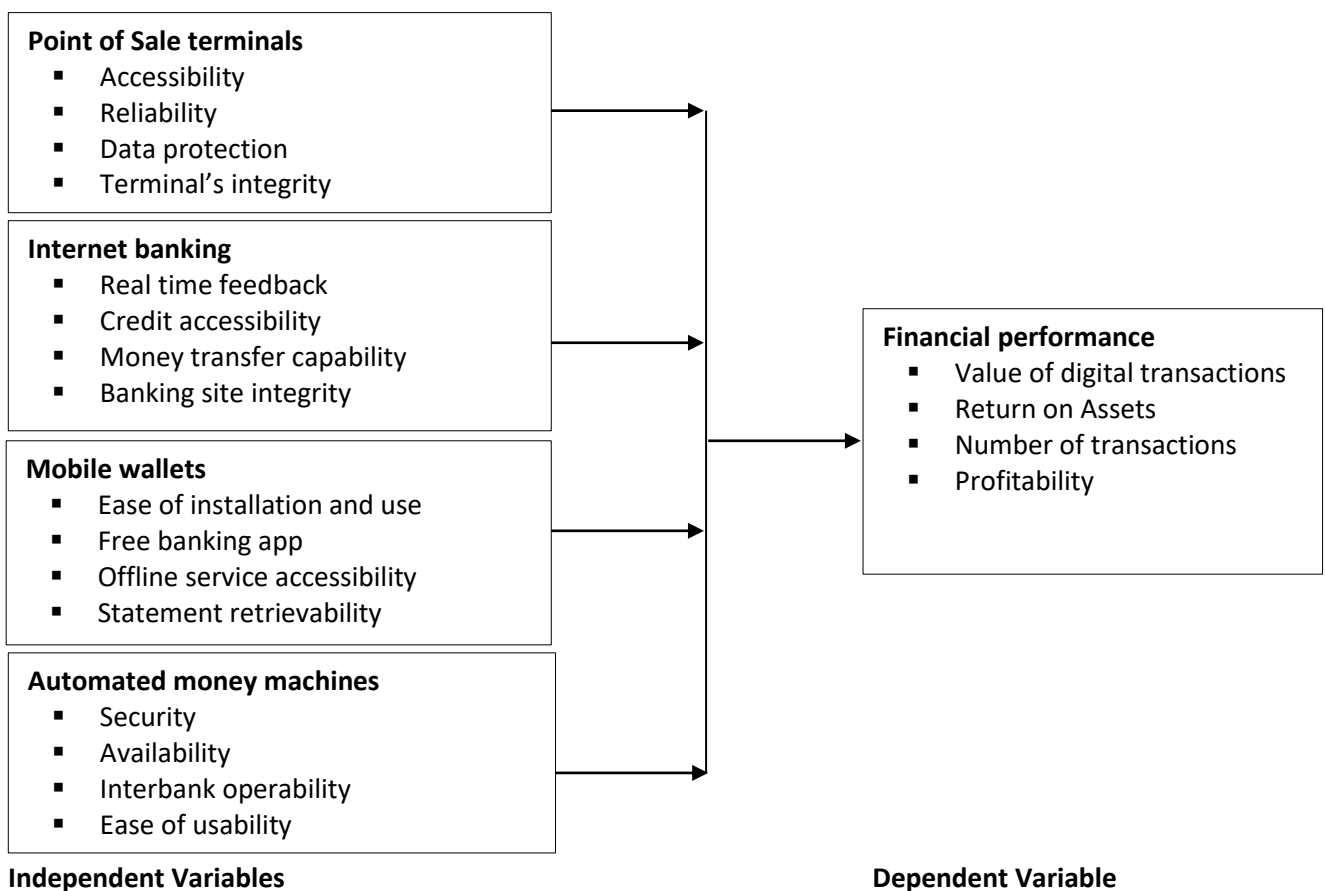 Point of Sale terminals
▪ Accessibility
▪ Reliability
▪ Data protection
▪ Terminal’s integrity
Internet banking
▪ Real time feedback
▪ Credit accessibility
▪ Money transfer capability
▪ Banking site integrity
Mobile wallets
▪ Ease of installation and use
▪ Free banking app
▪ Offline service accessibility
▪ Statement retrievability
Automated money machines
▪ Security
▪ Availability
▪ Interbank operability
▪ Ease of usability
Independent Variables
Financial performance
▪ Value of digital transactions
▪ Return on Assets
▪ Number of transactions
▪ Profitability
Dependent Variable